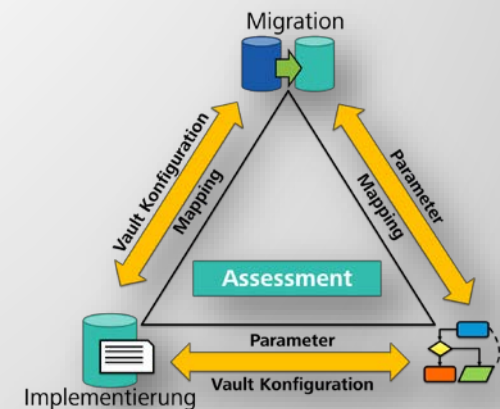 Migration
Vault Konfiguration
Mapping
Parameter
Mapping
Assessment
Parameter
Vault Konfiguration
Implementierung